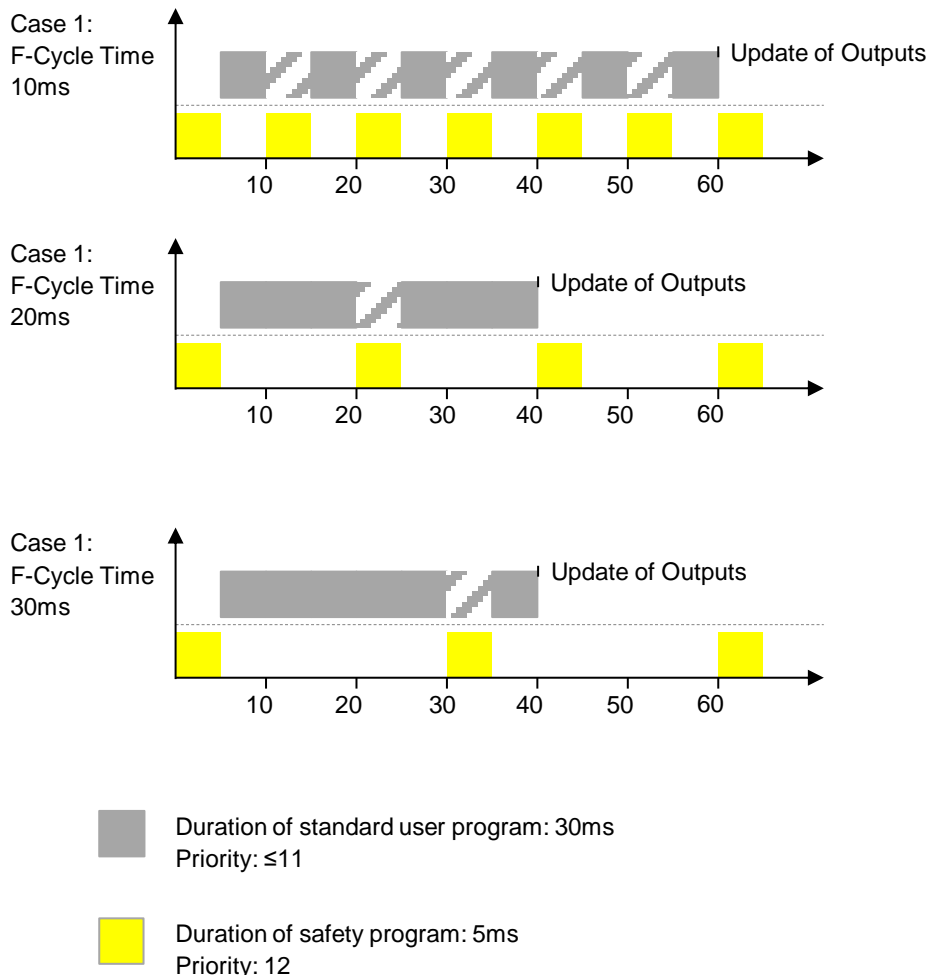 Case 1:
F-Cycle Time
10ms
Update of Outputs
10 20 30 40 50 60
Case 1:
F-Cycle Time
20ms
Update of Outputs
10 20 30 40 50 60
Case 1:
F-Cycle Time
30ms
Update of Outputs
10 20 30 40 50 60
Duration of standard user program: 30ms
Priority: ≤11
Duration of safety program: 5ms
Priority: 12